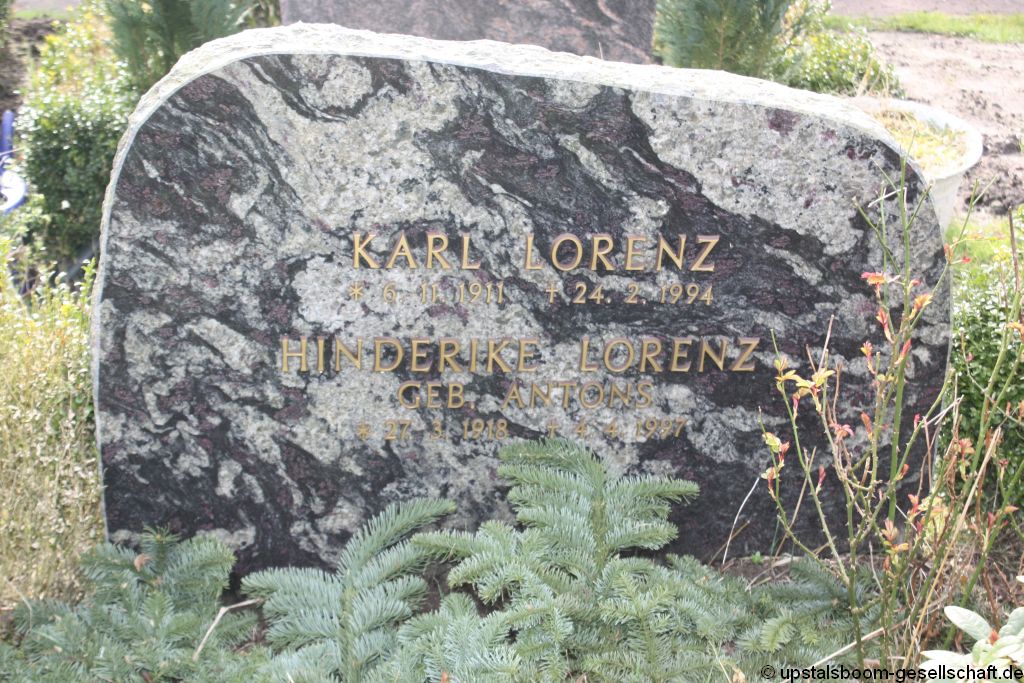 KARL LORENZ
* 6. 11. 1911 † 24. 2. 1994
HINDERIKE LORENZ
GEB. ANTONS
* 27. 3. 1918 † 4. 4. 1997
© upstalsboom-gesellschaft.de